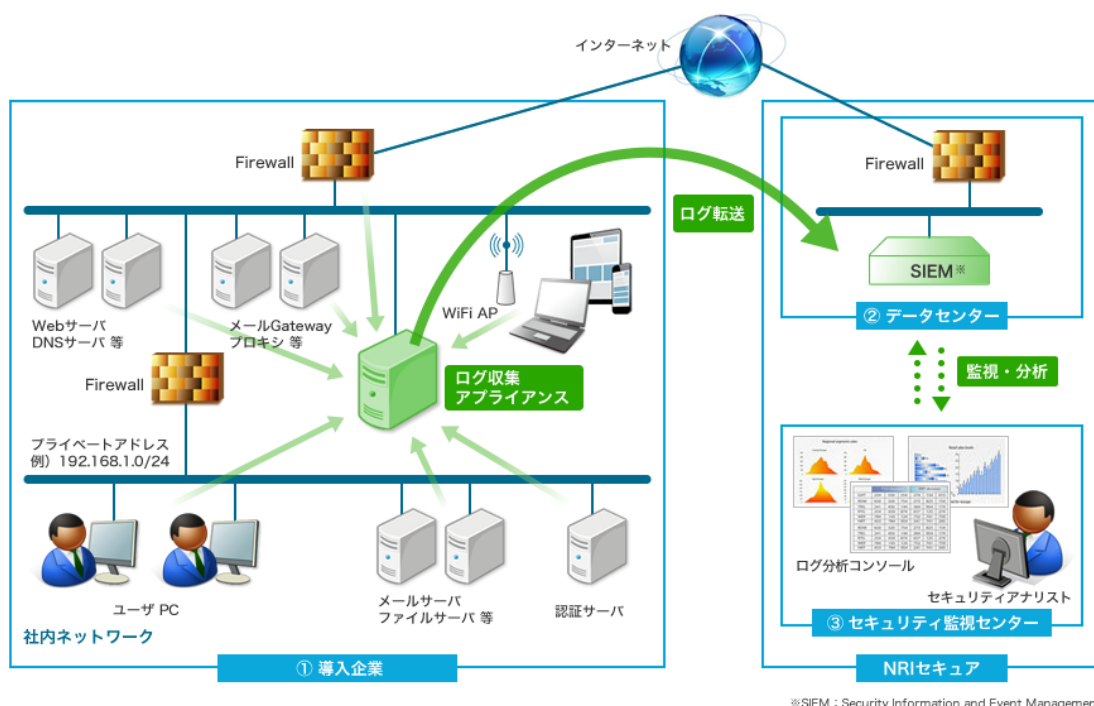 インターネット
Firewall
Firewall
ログ転送
SIEM※
WiFi AP
Webサーバ
DNSサーバ 等
メールGateway
プロキシ 等
② データセンター
Firewall
ログ収集
アプライアンス
監視・分析
プライベートアドレス
例）192.168.1.0/24
ログ分析コンソール
セキュリティアナリスト
ユーザ PC
メールサーバ
ファイルサーバ 等
認証サーバ
③ セキュリティ監視センター
社内ネットワーク
① 導入企業
NRIセキュア
※SIEM：Security Information and Event Managemen